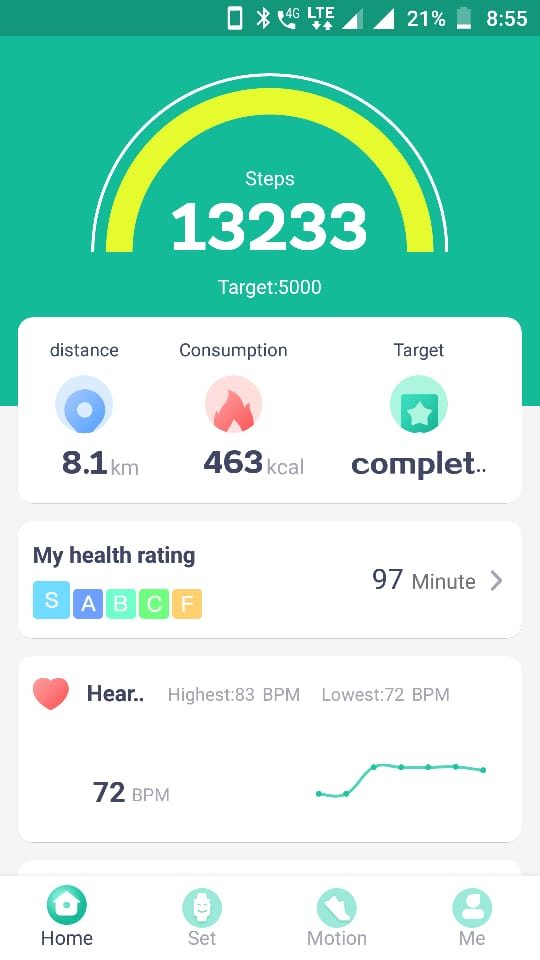 4G LTE 21% 8:55
Steps
13233
Target:5000
distance Consumption Target
8.1 km 463 kcal complet..
My health rating
S A B C F
97 Minute
Hear.. Highest:83 BPM Lowest:72 BPM
72 BPM
Home Set Motion Me